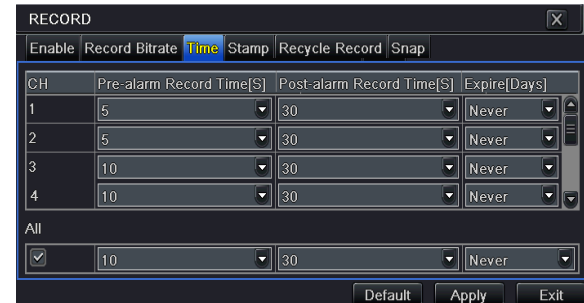 RECORD X
Enable Record Bitrate Time Stamp Recycle Record Snap
CH Pre-alarm Record Time[S] Post-alarm Record Time[S] Expire[Days]
1 5 30 Never
2 5 30 Never
3 10 30 Never
4 10 30 Never
All
10 30 Never
Default Apply Exit